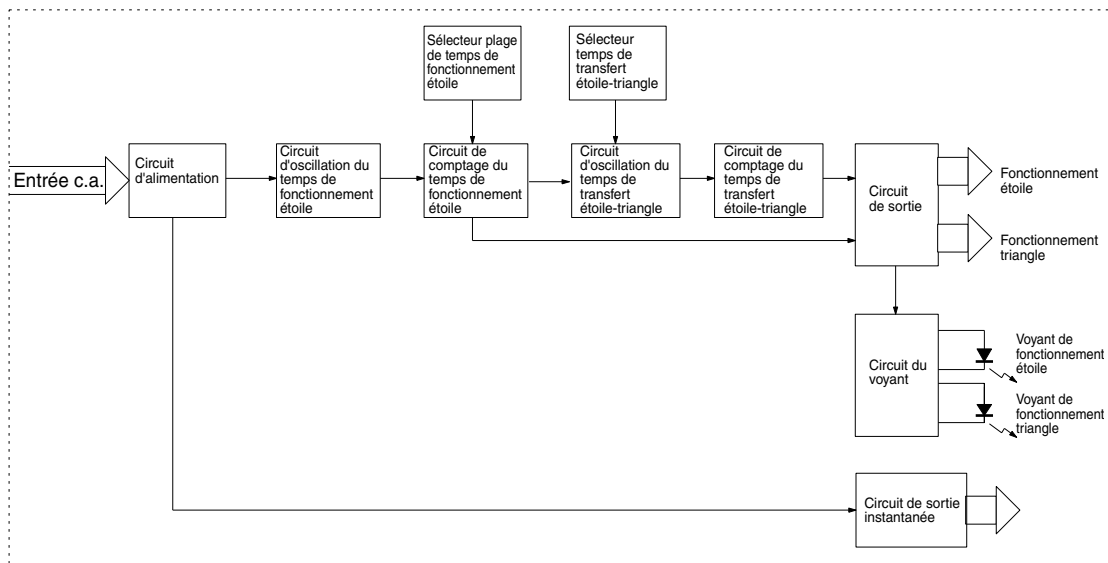 Sélecteur plage
de temps de
fonctionnement
étoile
Sélecteur
temps de
transfert
étoile-triangle
Entrée c.a.
Circuit
d'alimentation
Circuit
d'oscillation du
temps de
fonctionnement
étoile
Circuit de
comptage du
temps de
fonctionnement
étoile
Circuit
d'oscillation du
temps de
transfert
étoile-triangle
Circuit de
comptage du
temps de
transfert
étoile-triangle
Circuit
de sortie
Fonctionnement
étoile
Fonctionnement
triangle
Circuit du
voyant
Voyant de
fonctionnement
étoile
Voyant de
fonctionnement
triangle
Circuit de sortie
instantanée